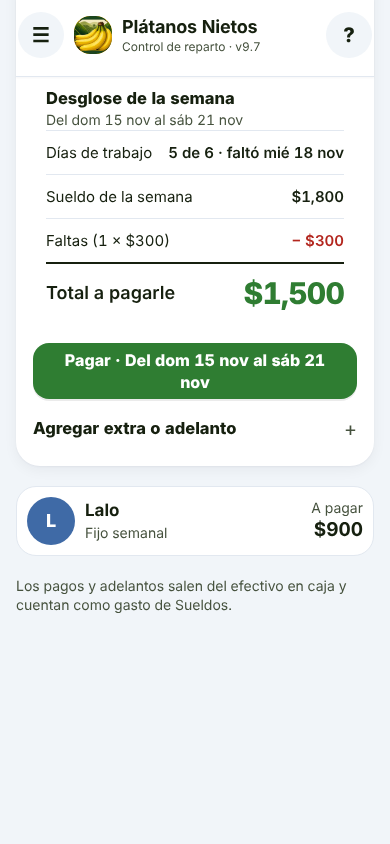 ☰
Plátanos Nietos
Control de reparto · v9.7
?
Desglose de la semana
Del dom 15 nov al sáb 21 nov
Días de trabajo 5 de 6 · faltó mié 18 nov
Sueldo de la semana $1,800
Faltas (1 × $300) − $300
Total a pagarle $1,500
Pagar · Del dom 15 nov al sáb 21
nov
Agregar extra o adelanto +
L
Lalo
Fijo semanal
A pagar
$900
Los pagos y adelantos salen del efectivo en caja y
cuentan como gasto de Sueldos.